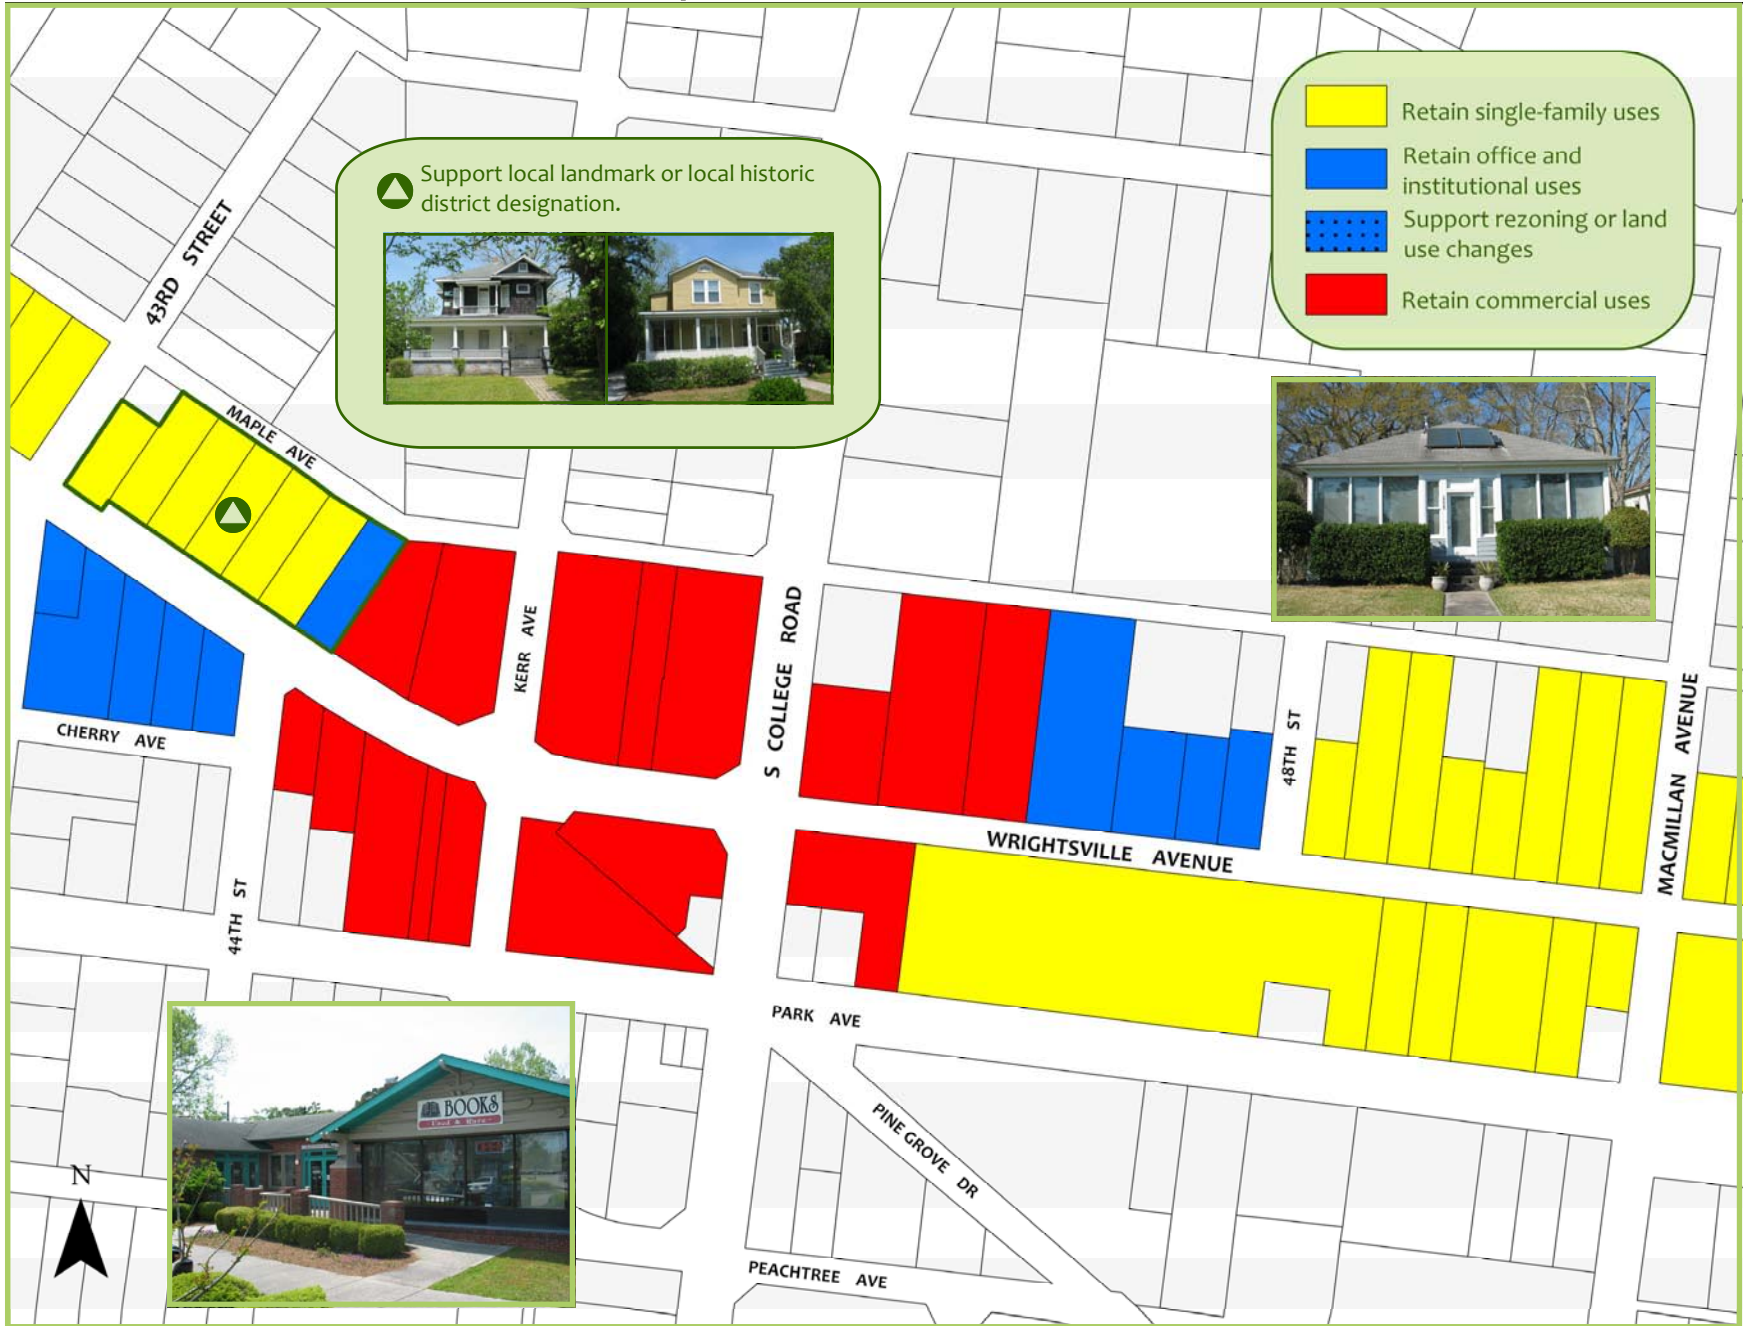 Retain single-family uses
Retain office and
institutional uses
Support rezoning or land
use changes
Retain commercial uses
Support local landmark or local historic
district designation.
43RD STREET
MAPLE AVE
KERR AVE
S COLLEGE ROAD
48TH ST
MACMILLAN AVENUE
CHERRY AVE
WRIGHTSVILLE AVENUE
44TH ST
PARK AVE
PINE GROVE DR
PEACHTREE AVE
BOOKS
Used & More
N